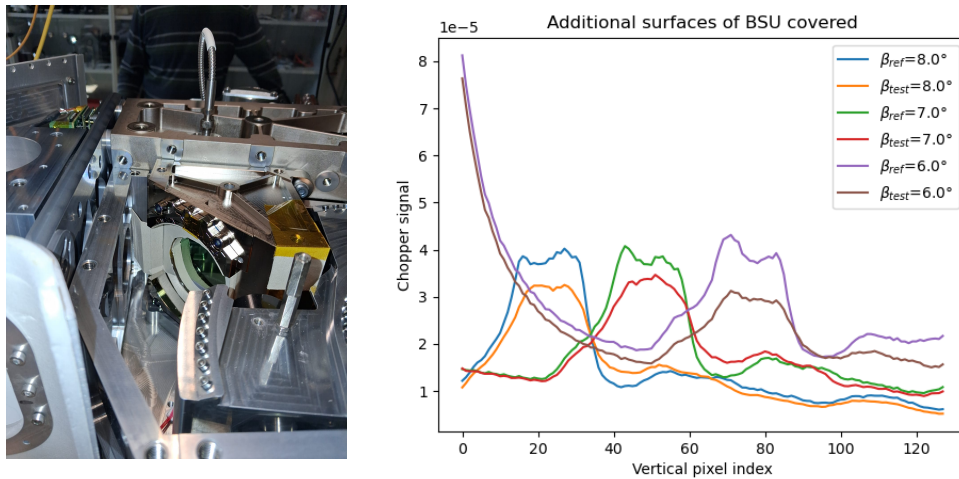 Additional surfaces of BSU covered
1e−5
8
7
6
5
4
3
2
1
Chopper signal
0 20 40 60 80 100 120
Vertical pixel index
βref=8.0°
βtest=8.0°
βref=7.0°
βtest=7.0°
βref=6.0°
βtest=6.0°